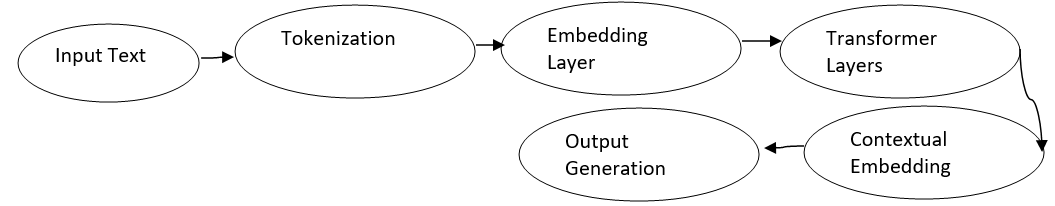 Input Text
Tokenization
Embedding
Layer
Transformer
Layers
Contextual
Embedding
Output
Generation